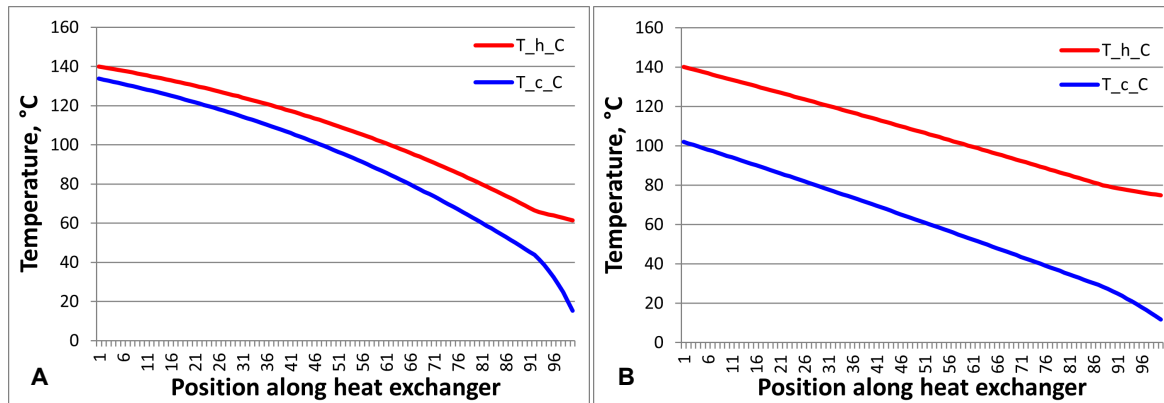 160
140
120
100
80
60
40
20
0
Temperature, °C
T_h_C
T_c_C
1 6 11 16 21 26 31 36 41 46 51 56 61 66 71 76 81 86 91 96
Position along heat exchanger
A
160
140
120
100
80
60
40
20
0
Temperature, °C
T_h_C
T_c_C
1 6 11 16 21 26 31 36 41 46 51 56 61 66 71 76 81 86 91 96
Position along heat exchanger
B